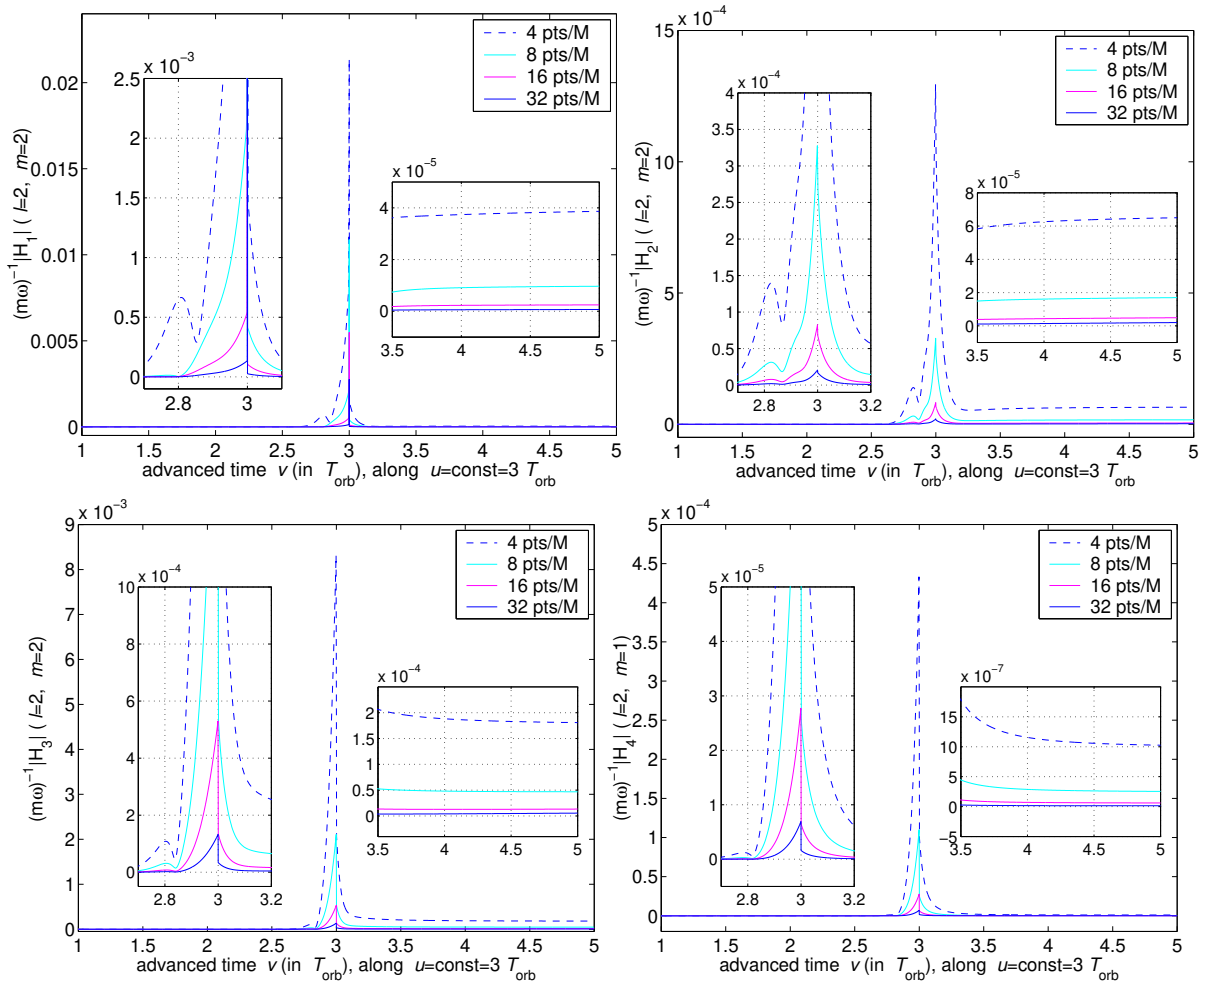 4 pts/M
8 pts/M
16 pts/M
32 pts/M
0.02
0.015
0.01
0.005
0
(mω)⁻¹|H₁| ( l=2, m=2)
x 10⁻³
2.5
2
1.5
1
0.5
0
2.8 3
x 10⁻⁵
4
2
0
3.5 4 4.5 5
1 1.5 2 2.5 3 3.5 4 4.5 5
advanced time v (in T_orb), along u=const=3 T_orb
x 10⁻⁴
15
10
5
0
(mω)⁻¹|H₂| ( l=2, m=2)
4 pts/M
8 pts/M
16 pts/M
32 pts/M
x 10⁻⁴
4
3.5
3
2.5
2
1.5
1
0.5
0
2.8 3 3.2
x 10⁻⁵
8
6
4
2
0
3.5 4 4.5 5
1 1.5 2 2.5 3 3.5 4 4.5 5
advanced time v (in T_orb), along u=const=3 T_orb
x 10⁻³
9
8
7
6
5
4
3
2
1
0
(mω)⁻¹|H₃| ( l=2, m=2)
4 pts/M
8 pts/M
16 pts/M
32 pts/M
x 10⁻⁴
10
8
6
4
2
0
2.8 3 3.2
x 10⁻⁴
2
1
0
3.5 4 4.5 5
1 1.5 2 2.5 3 3.5 4 4.5 5
advanced time v (in T_orb), along u=const=3 T_orb
x 10⁻⁴
5
4.5
4
3.5
3
2.5
2
1.5
1
0.5
0
(mω)⁻¹|H₄| ( l=2, m=1)
4 pts/M
8 pts/M
16 pts/M
32 pts/M
x 10⁻⁵
5
4
3
2
1
0
2.8 3 3.2
x 10⁻⁷
15
10
5
0
−5
3.5 4 4.5 5
1 1.5 2 2.5 3 3.5 4 4.5 5
advanced time v (in T_orb), along u=const=3 T_orb